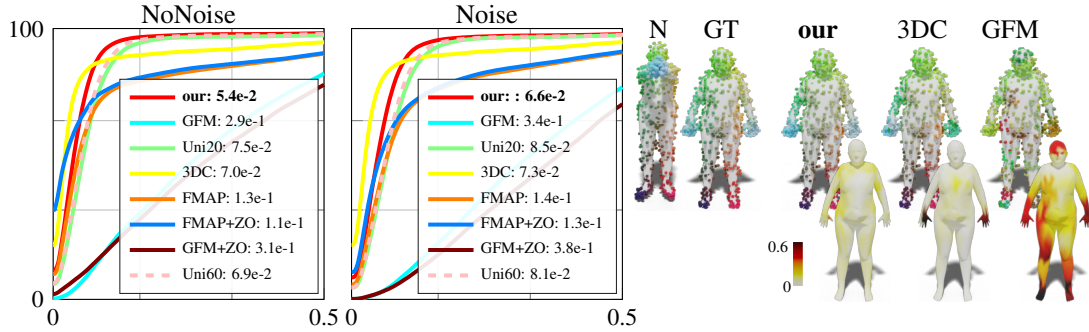 NoNoise
100
our: 5.4e-2
GFM: 2.9e-1
Uni20: 7.5e-2
3DC: 7.0e-2
FMAP: 1.3e-1
FMAP+ZO: 1.1e-1
GFM+ZO: 3.1e-1
Uni60: 6.9e-2
0
0.5
Noise
our: : 6.6e-2
GFM: 3.4e-1
Uni20: 8.5e-2
3DC: 7.3e-2
FMAP: 1.4e-1
FMAP+ZO: 1.3e-1
GFM+ZO: 3.8e-1
Uni60: 8.1e-2
0
0.5
N GT our 3DC GFM
0.6
0